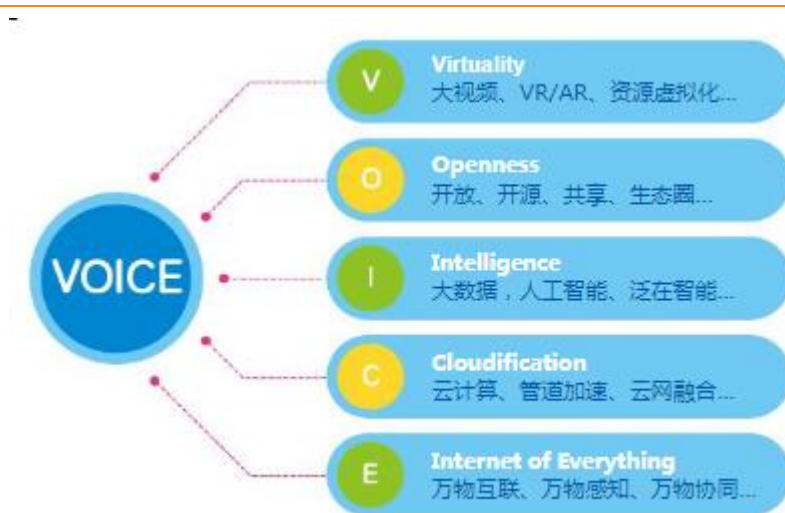 VOICE
V
Virtuality
大视频、VR/AR、资源虚拟化...
O
Openness
开放、开源、共享、生态圈...
I
Intelligence
大数据，人工智能、泛在智能...
C
Cloudification
云计算、管道加速、云网融合...
E
Internet of Everything
万物互联、万物感知、万物协同...